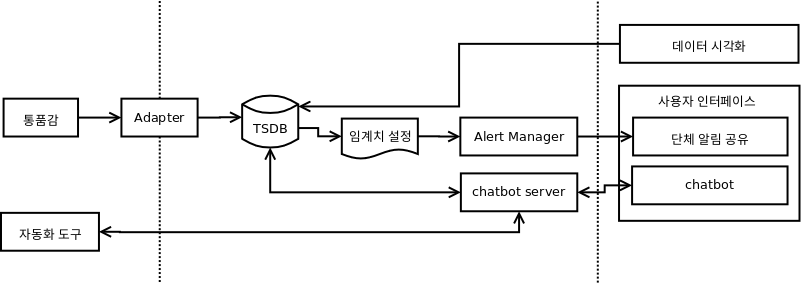 데이터 시각화
사용자 인터페이스
통품감
Adapter
TSDB
임계치 설정
Alert Manager
단체 알림 공유
chatbot server
chatbot
자동화 도구